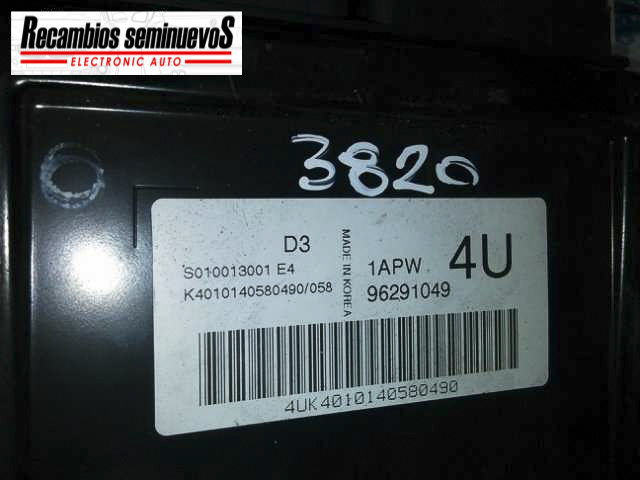 Recambios seminuevoS
ELECTRONIC AUTO
3820
D3
1APW 4U
S010013001 E4
K4010140580490/058
96291049
MADE IN KOREA
4UK4010140580490